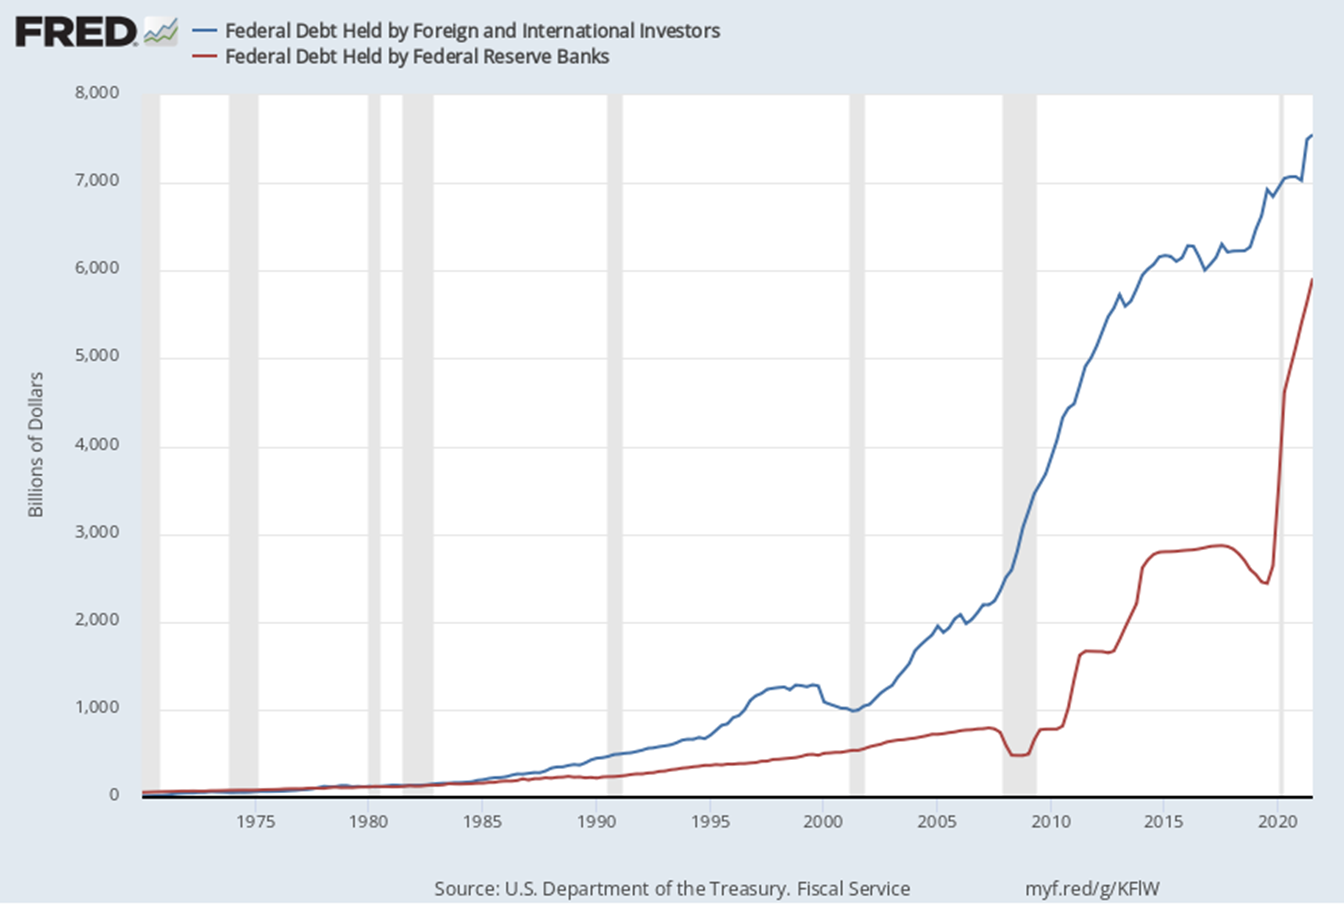 FRED
Federal Debt Held by Foreign and International Investors
Federal Debt Held by Federal Reserve Banks
8,000
7,000
6,000
5,000
4,000
3,000
2,000
1,000
0
Billions of Dollars
1975 1980 1985 1990 1995 2000 2005 2010 2015 2020
Source: U.S. Department of the Treasury. Fiscal Service myf.red/g/KFlW